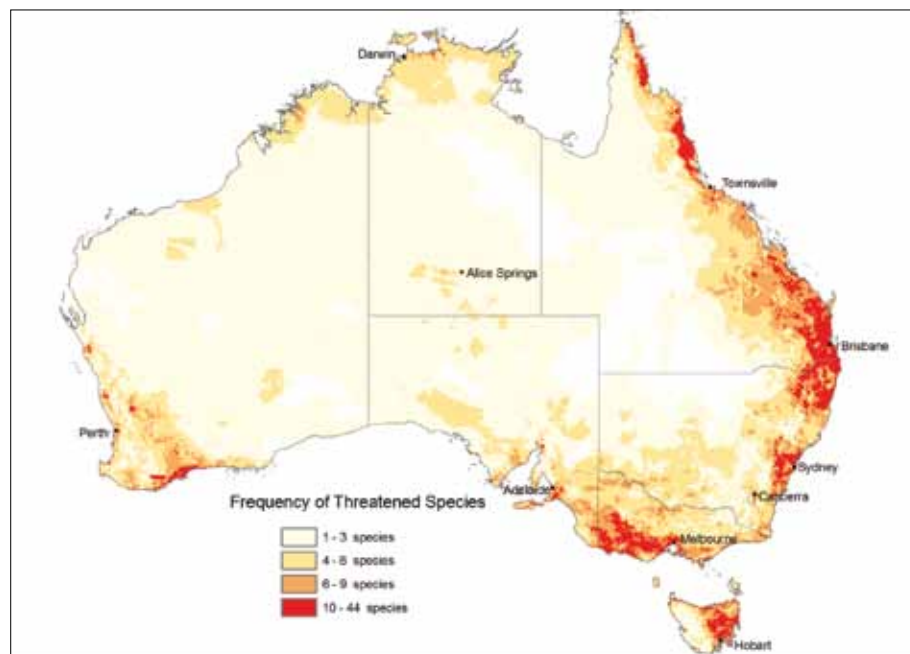 Darwin
Townsville
Alice Springs
Brisbane
Perth
Sydney
Adelaide
Canberra
Frequency of Threatened Species
1 - 3 species
Melbourne
4 - 5 species
6 - 9 species
10 - 44 species
Hobart